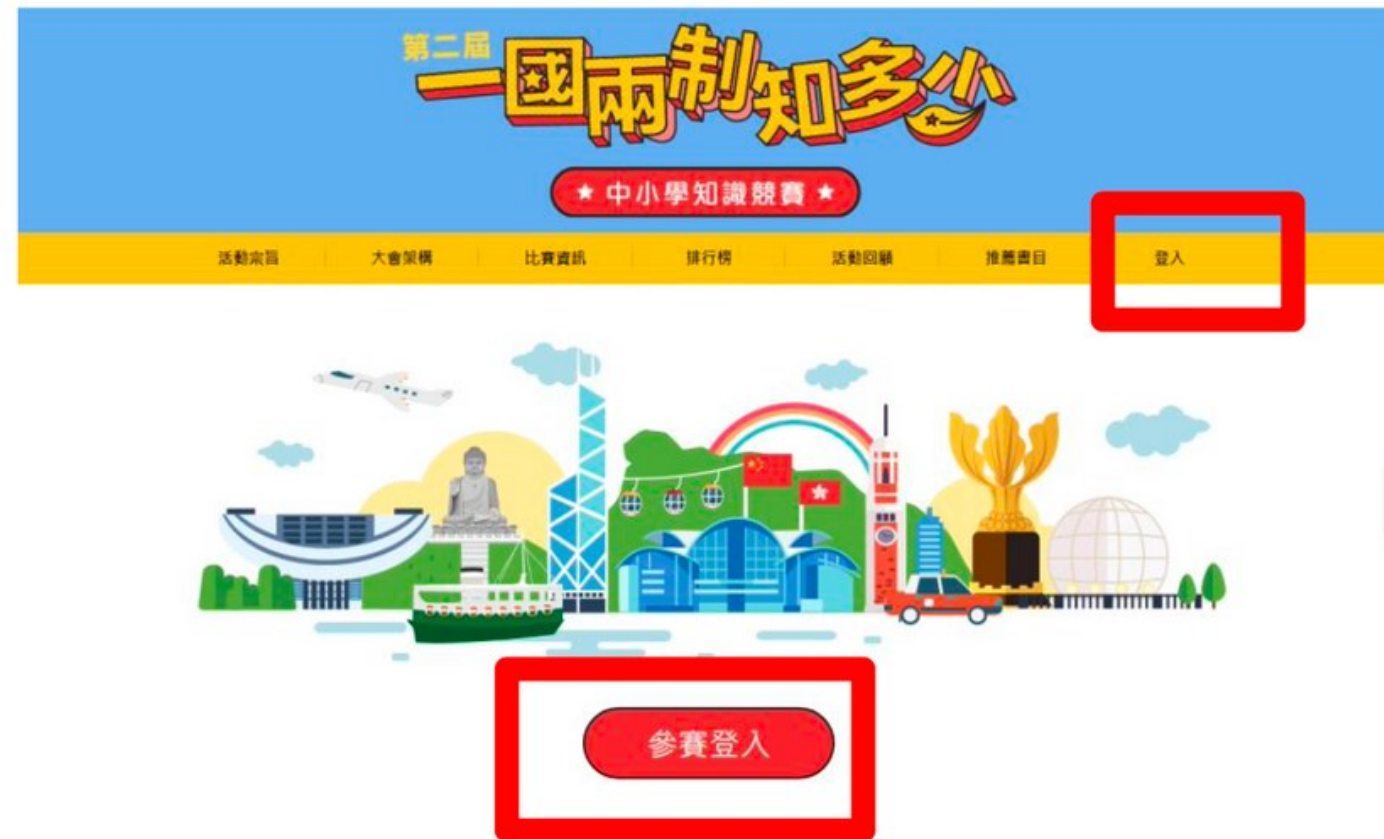 第二屆
一國兩制知多少
★ 中小學知識競賽 ★
活動宗旨 大會架構 比賽資訊 排行榜 活動回顧 推薦書目 登入
參賽登入